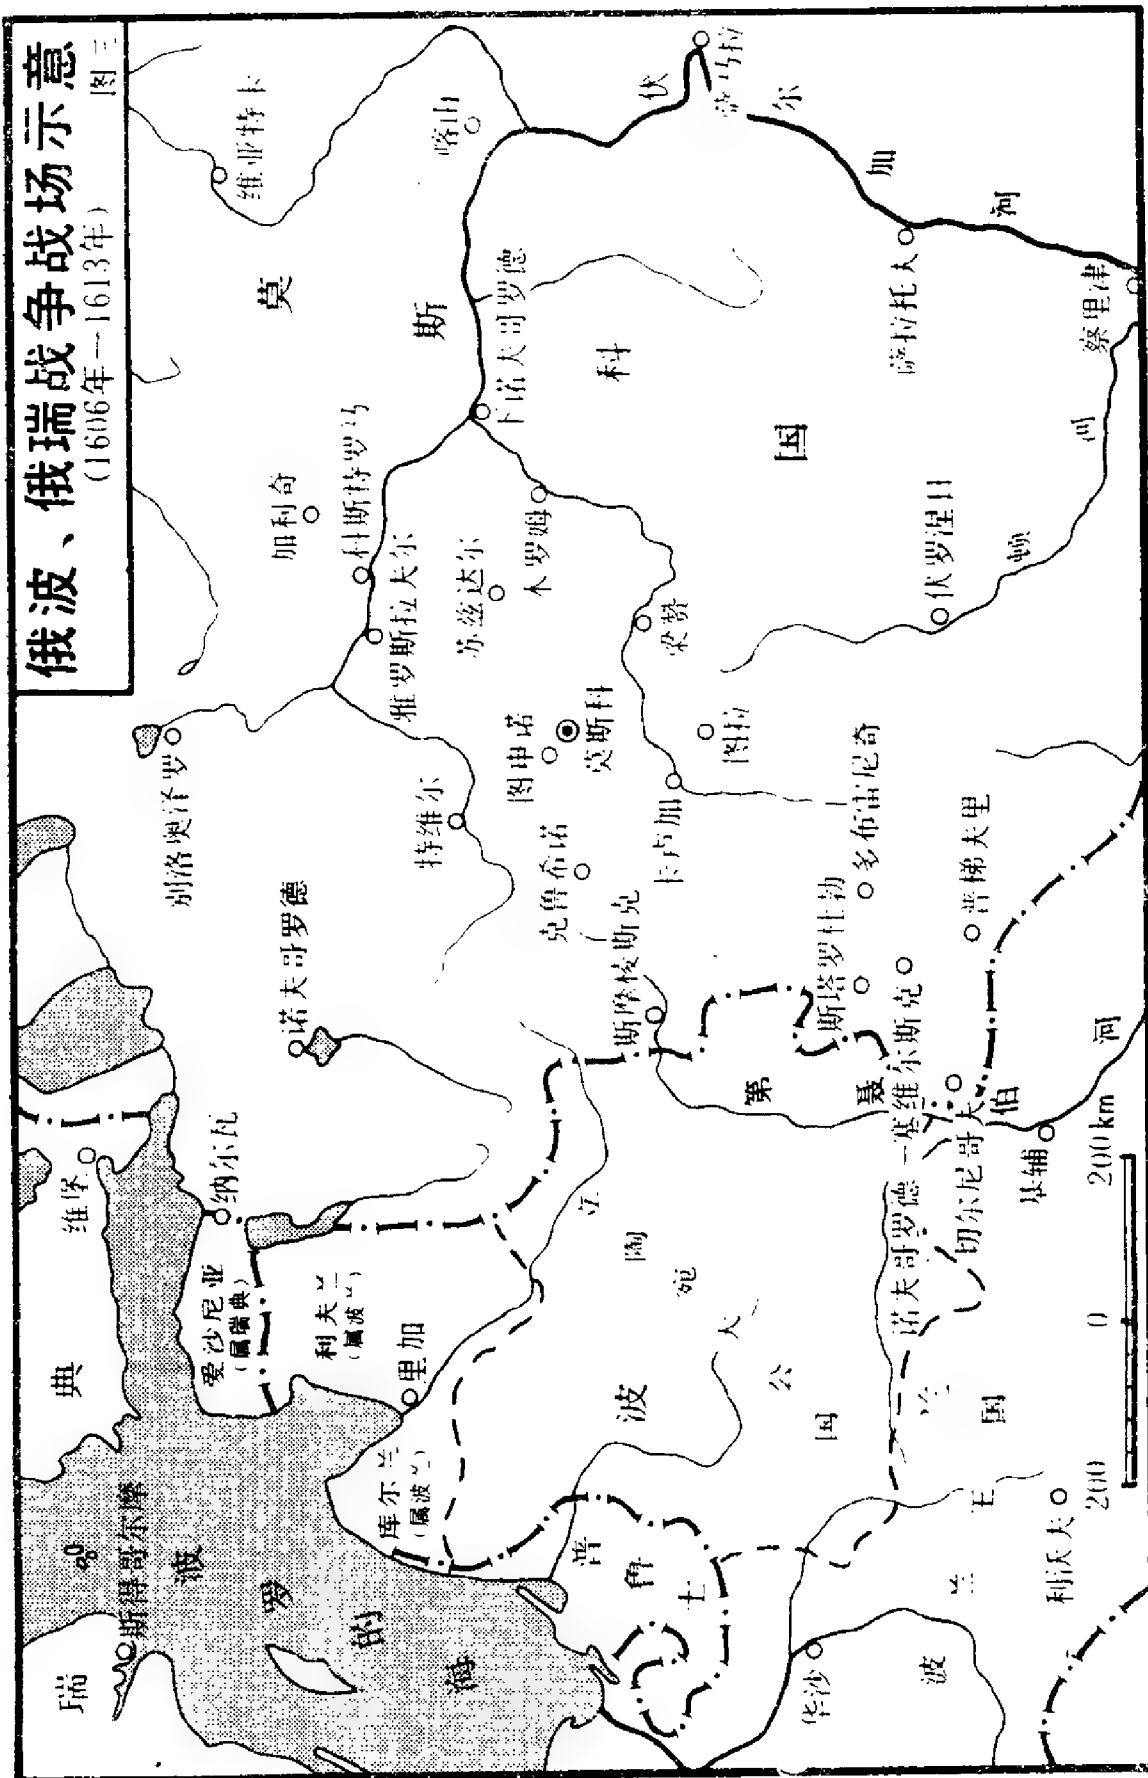 俄波、俄瑞战争战场示意
图三
(1606年—1613年)
维亚特卡
喀山
萨马拉
伏
尔
加
河
莫
斯
科
国
加利奇
科斯特罗马
雅罗斯拉夫尔
下诺夫哥罗德
苏兹达尔
木罗姆
梁赞
萨拉托夫
察里津
伏罗涅日
顿
河
别洛奥泽罗
特维尔
图申诺
莫斯科
图拉
卡卢加
克鲁希诺
诺夫哥罗德
斯摩棱斯克
多布雷尼奇
斯塔罗杜勃
普梯夫里
诺夫哥罗德—塞维尔斯克
切尔尼哥夫
基辅
第
聂
伯
河
维堡
纳尔瓦
爱沙尼亚
(属瑞典)
利夫兰
(属波兰)
里加
库尔兰
(属波兰)
瑞
典
斯得哥尔摩
波
罗
的
海
立
陶
宛
大
公
国
波
兰
国
普
鲁
士
华沙
波
兰
王
利沃夫
200
0
200km